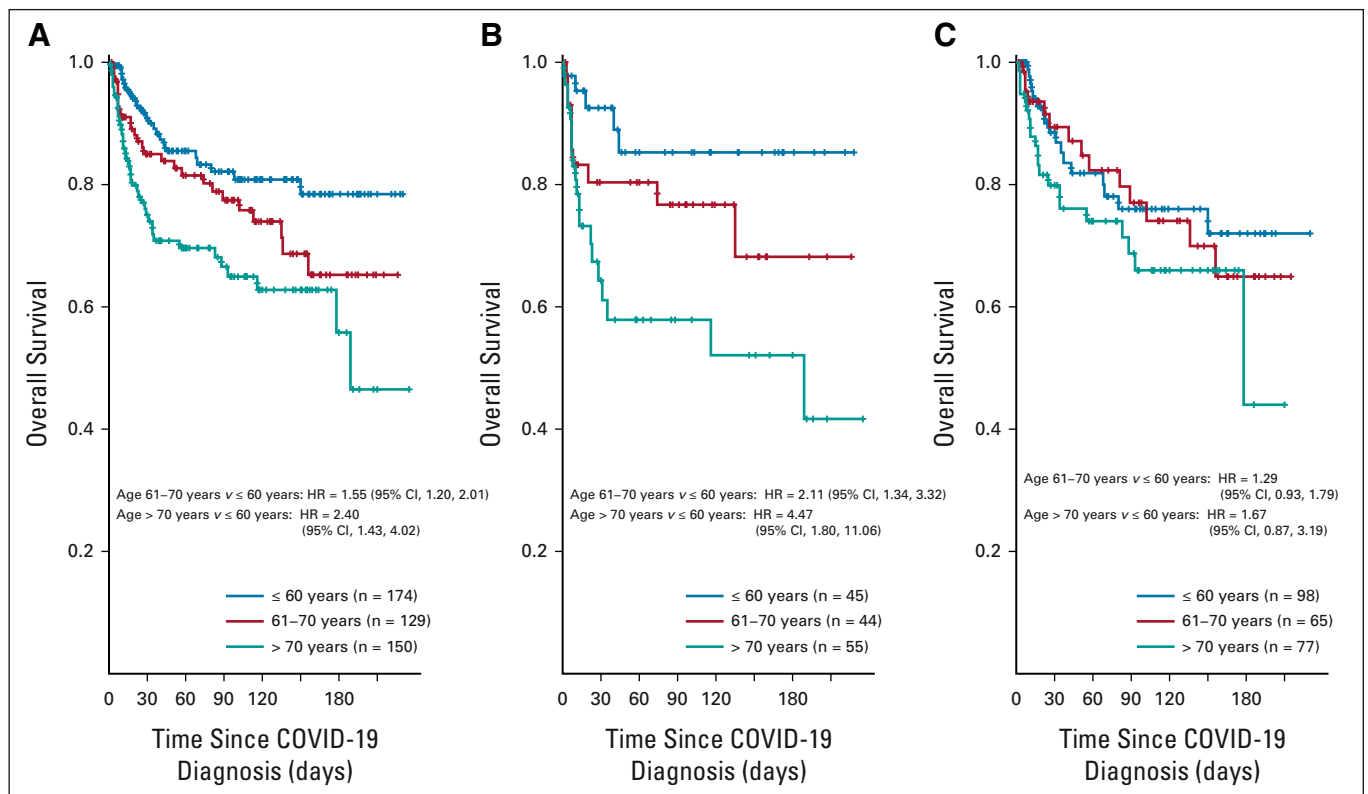 A
1.0
0.8
0.6
0.4
0.2
Overall Survival
Age 61–70 years v ≤ 60 years: HR = 1.55 (95% CI, 1.20, 2.01)
Age > 70 years v ≤ 60 years: HR = 2.40
(95% CI, 1.43, 4.02)
≤ 60 years (n = 174)
61–70 years (n = 129)
> 70 years (n = 150)
0 30 60 90 120 180
Time Since COVID-19
Diagnosis (days)
B
1.0
0.8
0.6
0.4
0.2
Overall Survival
Age 61–70 years v ≤ 60 years: HR = 2.11 (95% CI, 1.34, 3.32)
Age > 70 years v ≤ 60 years: HR = 4.47
(95% CI, 1.80, 11.06)
≤ 60 years (n = 45)
61–70 years (n = 44)
> 70 years (n = 55)
0 30 60 90 120 180
Time Since COVID-19
Diagnosis (days)
C
1.0
0.8
0.6
0.4
0.2
Overall Survival
Age 61–70 years v ≤ 60 years: HR = 1.29
(95% CI, 0.93, 1.79)
Age > 70 years v ≤ 60 years: HR = 1.67
(95% CI, 0.87, 3.19)
≤ 60 years (n = 98)
61–70 years (n = 65)
> 70 years (n = 77)
0 30 60 90 120 180
Time Since COVID-19
Diagnosis (days)